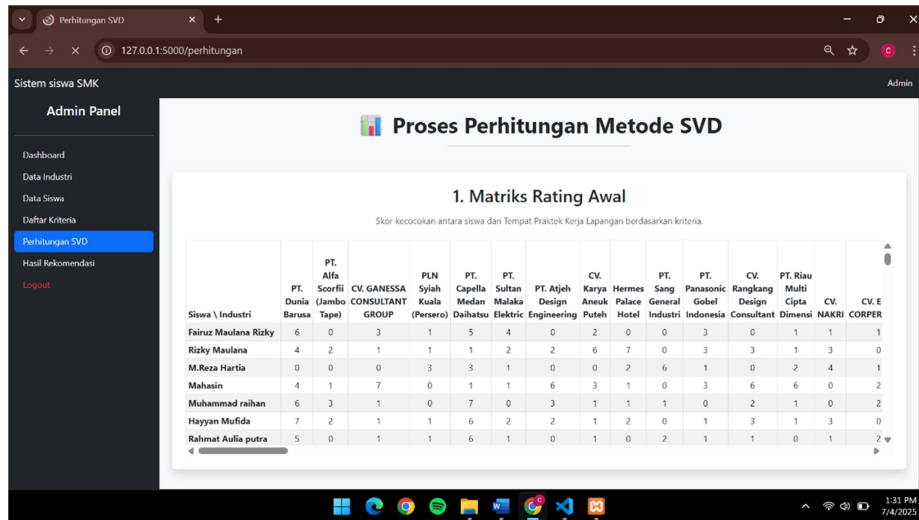 Perhitungan SVD
127.0.0.1:5000/perhitungan
C
Sistem siswa SMK
Admin
Admin Panel
Dashboard
Data Industri
Data Siswa
Daftar Kriteria
Perhitungan SVD
Hasil Rekomendasi
Logout
Proses Perhitungan Metode SVD
1. Matriks Rating Awal
Skor kecocokan antara siswa dan Tempat Praktek Kerja Lapangan berdasarkan kriteria.
Siswa \ Industri PT. Dunia Barusa PT. Alfa Scorfii (Jambo Tape) CV. GANESSA CONSULTANT GROUP PLN Syiah Kuala (Persero) PT. Capella Medan Daihatsu PT. Sultan Malaka Elektric PT. Atjeh Design Engineering CV. Karya Aneuk Puteh Hermes Palace Hotel PT. Sang General Industri PT. Panasonic Gobel Indonesia CV. Rangkang Design Consultant PT. Riau Multi Cipta Dimensi CV. NAKRI CV. E CORPER
Fairuz Maulana Rizky 6 0 3 1 5 4 0 2 0 0 3 0 1 1 1
Rizky Maulana 4 2 1 1 1 2 2 6 7 0 3 3 1 3 0
M.Reza Hartia 0 0 0 3 3 1 0 0 2 6 1 0 2 4 1
Mahasin 4 1 7 0 1 1 6 3 1 0 3 6 6 0 2
Muhammad raihan 6 3 1 0 7 0 3 1 1 1 0 2 1 0 2
Hayyan Mufida 7 2 1 1 6 2 2 1 2 0 1 3 1 3 0
Rahmat Aulia putra 5 0 1 1 6 1 0 1 0 2 1 1 0 1 2
C
1:31 PM
7/4/2025